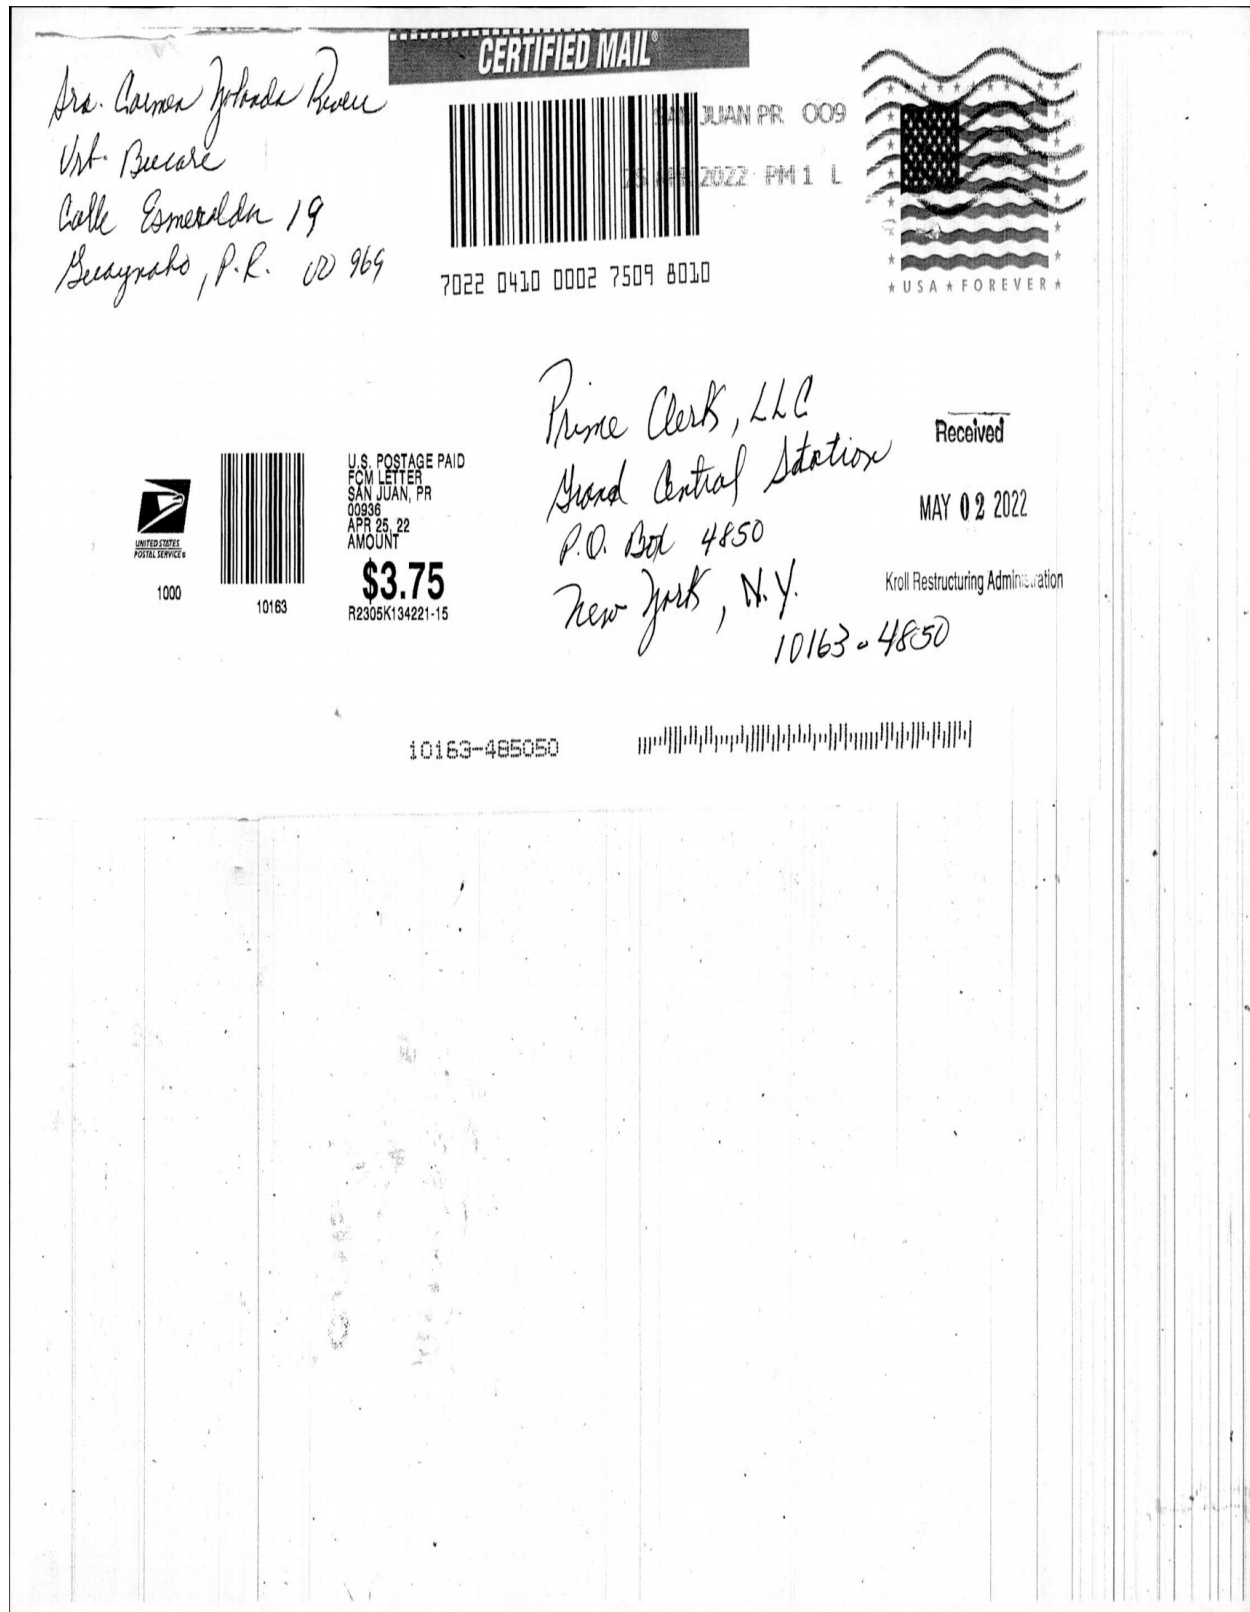 CERTIFIED MAIL®
Sra. Carmen Yolanda River
Urb. Bucare
Calle Esmeralda 19
Guaynabo, P.R. 00969
SAN JUAN PR 009
25 APR 2022 PM 1 L
7022 0410 0002 7509 8010
USA FOREVER
Prime Clerk, LLC
Grand Central Station
P.O. Box 4850
New York, N.Y.
10163-4850
Received
MAY 02 2022
Kroll Restructuring Administration
UNITED STATES
POSTAL SERVICE®
1000
10163
U.S. POSTAGE PAID
FCM LETTER
SAN JUAN, PR
00936
APR 25, 22
AMOUNT
$3.75
R2305K134221-15
10163-485050